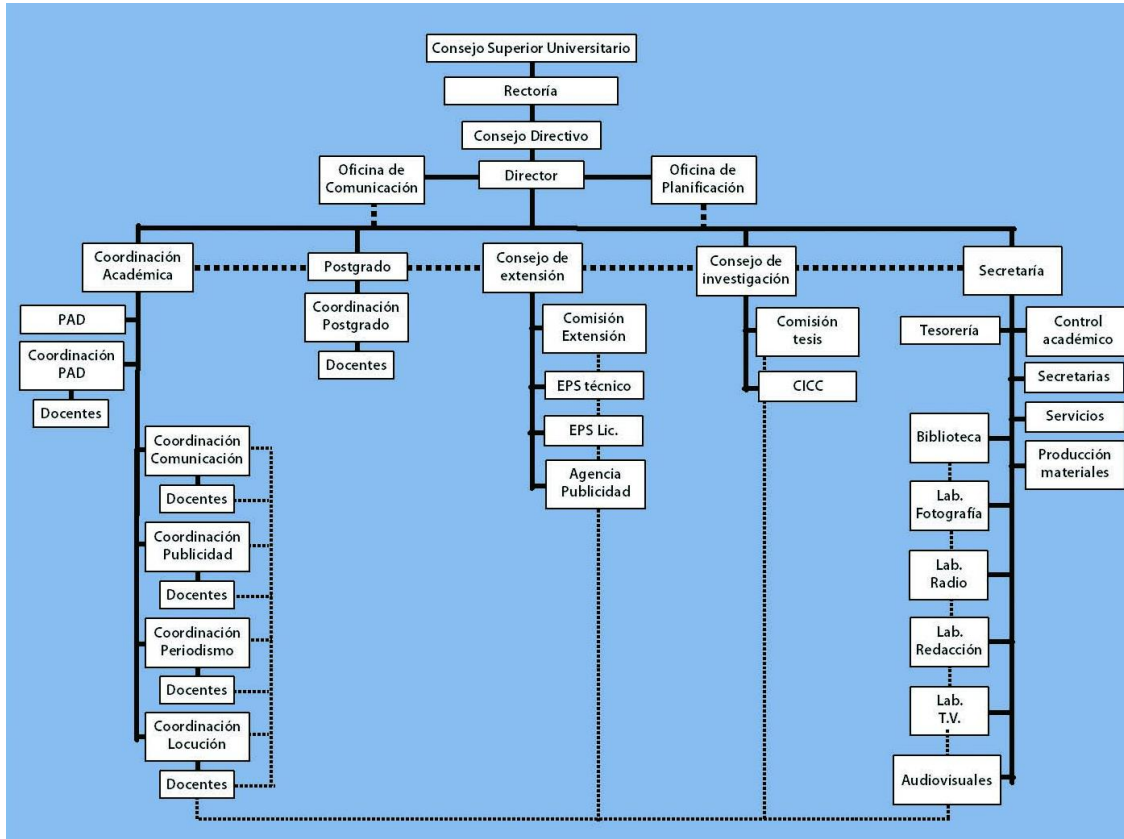 Consejo Superior Universitario
Rectoría
Consejo Directivo
Oficina de
Comunicación
Director
Oficina de
Planificación
Coordinación
Académica
Postgrado
Consejo de
extensión
Consejo de
investigación
Secretaría
PAD
Coordinación
PAD
Docentes
Coordinación
Comunicación
Docentes
Coordinación
Publicidad
Docentes
Coordinación
Periodismo
Docentes
Coordinación
Locución
Docentes
Coordinación
Postgrado
Docentes
Comisión
Extensión
EPS técnico
EPS Lic.
Agencia
Publicidad
Comisión
tesis
CICC
Tesorería
Control
académico
Secretarias
Servicios
Producción
materiales
Biblioteca
Lab.
Fotografía
Lab.
Radio
Lab.
Redacción
Lab.
T.V.
Audiovisuales